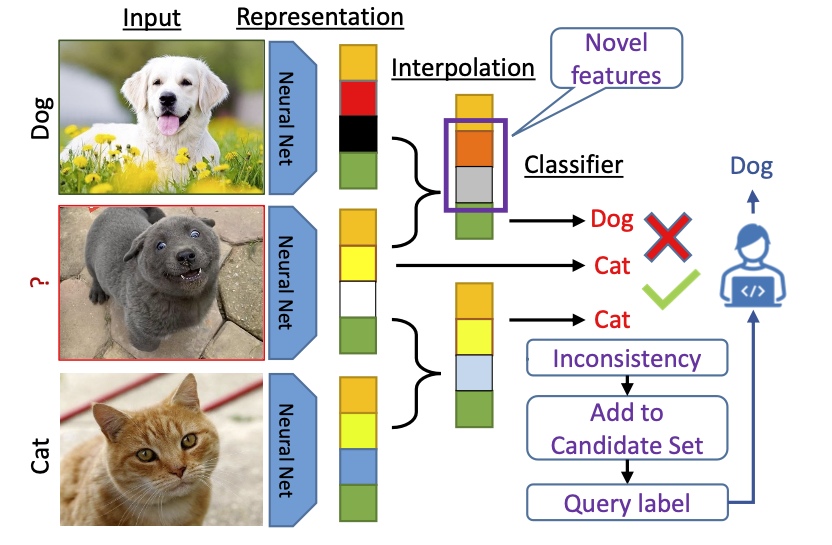 Input
Representation
Dog
Neural Net
Interpolation
Novel
features
Classifier
Dog
Dog
?
Neural Net
Cat
Cat
</>
Cat
Neural Net
Inconsistency
Add to
Candidate Set
Query label